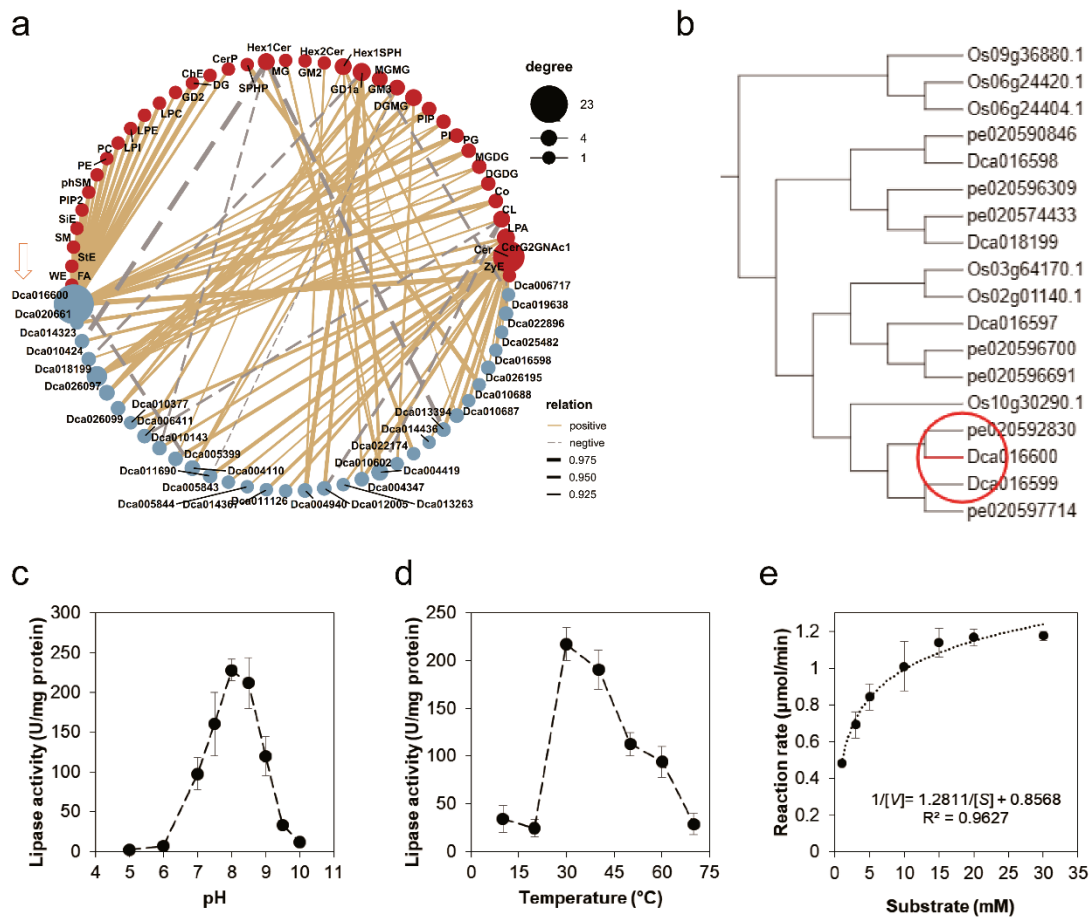 a
b
Hex1Cer
Hex2Cer
Hex1SPH
CerP
MG
GM2
MGMG
ChE
DG
SPHP
GD1a
GM3
GD2
DGMG
LPC
PIP
LPE
PI
PG
PC
LPI
MGDG
PE
DGDG
phSM
Co
PIP2
CL
SiE
LPA
SM
CerG2GNAc1
StE
Cer
WE
FA
ZyE
Dca016600
Dca006717
Dca020661
Dca019638
Dca014323
Dca022896
Dca010424
Dca025482
Dca018199
Dca016598
Dca026097
Dca026195
Dca010688
Dca026099
Dca010377
Dca013394
Dca010687
Dca006411
Dca014436
Dca010143
Dca022174
Dca005399
Dca010602
Dca011690
Dca004110
Dca004419
Dca005843
Dca004347
Dca005844
Dca014367
Dca011126
Dca004940
Dca012005
Dca013263
degree
23
4
1
relation
positive
negtive
0.975
0.950
0.925
Os09g36880.1
Os06g24420.1
Os06g24404.1
pe020590846
Dca016598
pe020596309
pe020574433
Dca018199
Os03g64170.1
Os02g01140.1
Dca016597
pe020596700
pe020596691
Os10g30290.1
pe020592830
Dca016600
Dca016599
pe020597714
c
Lipase activity (U/mg protein)
300
250
200
150
100
50
0
4 5 6 7 8 9 10 11
pH
d
Lipase activity (U/mg protein)
250
200
150
100
50
0
0 15 30 45 60 75
Temperature (°C)
e
Reaction rate (μmol/min)
1.2
1
0.8
0.6
0.4
0.2
0
0 5 10 15 20 25 30 35
Substrate (mM)
1/[V]= 1.2811/[S] + 0.8568
R² = 0.9627